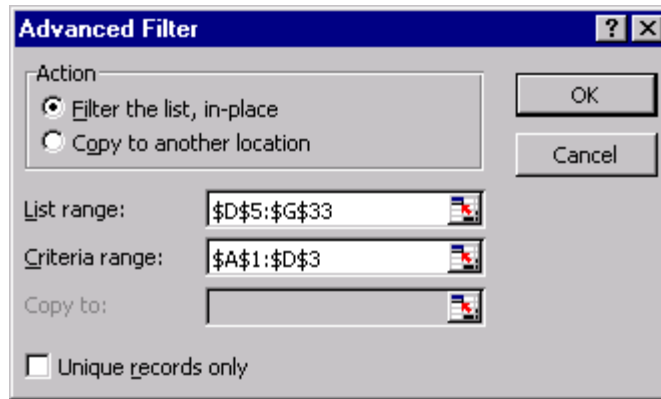 Advanced Filter
Action
Filter the list, in-place
Copy to another location
OK
Cancel
List range: $D$5:$G$33
Criteria range: $A$1:$D$3
Copy to:
Unique records only